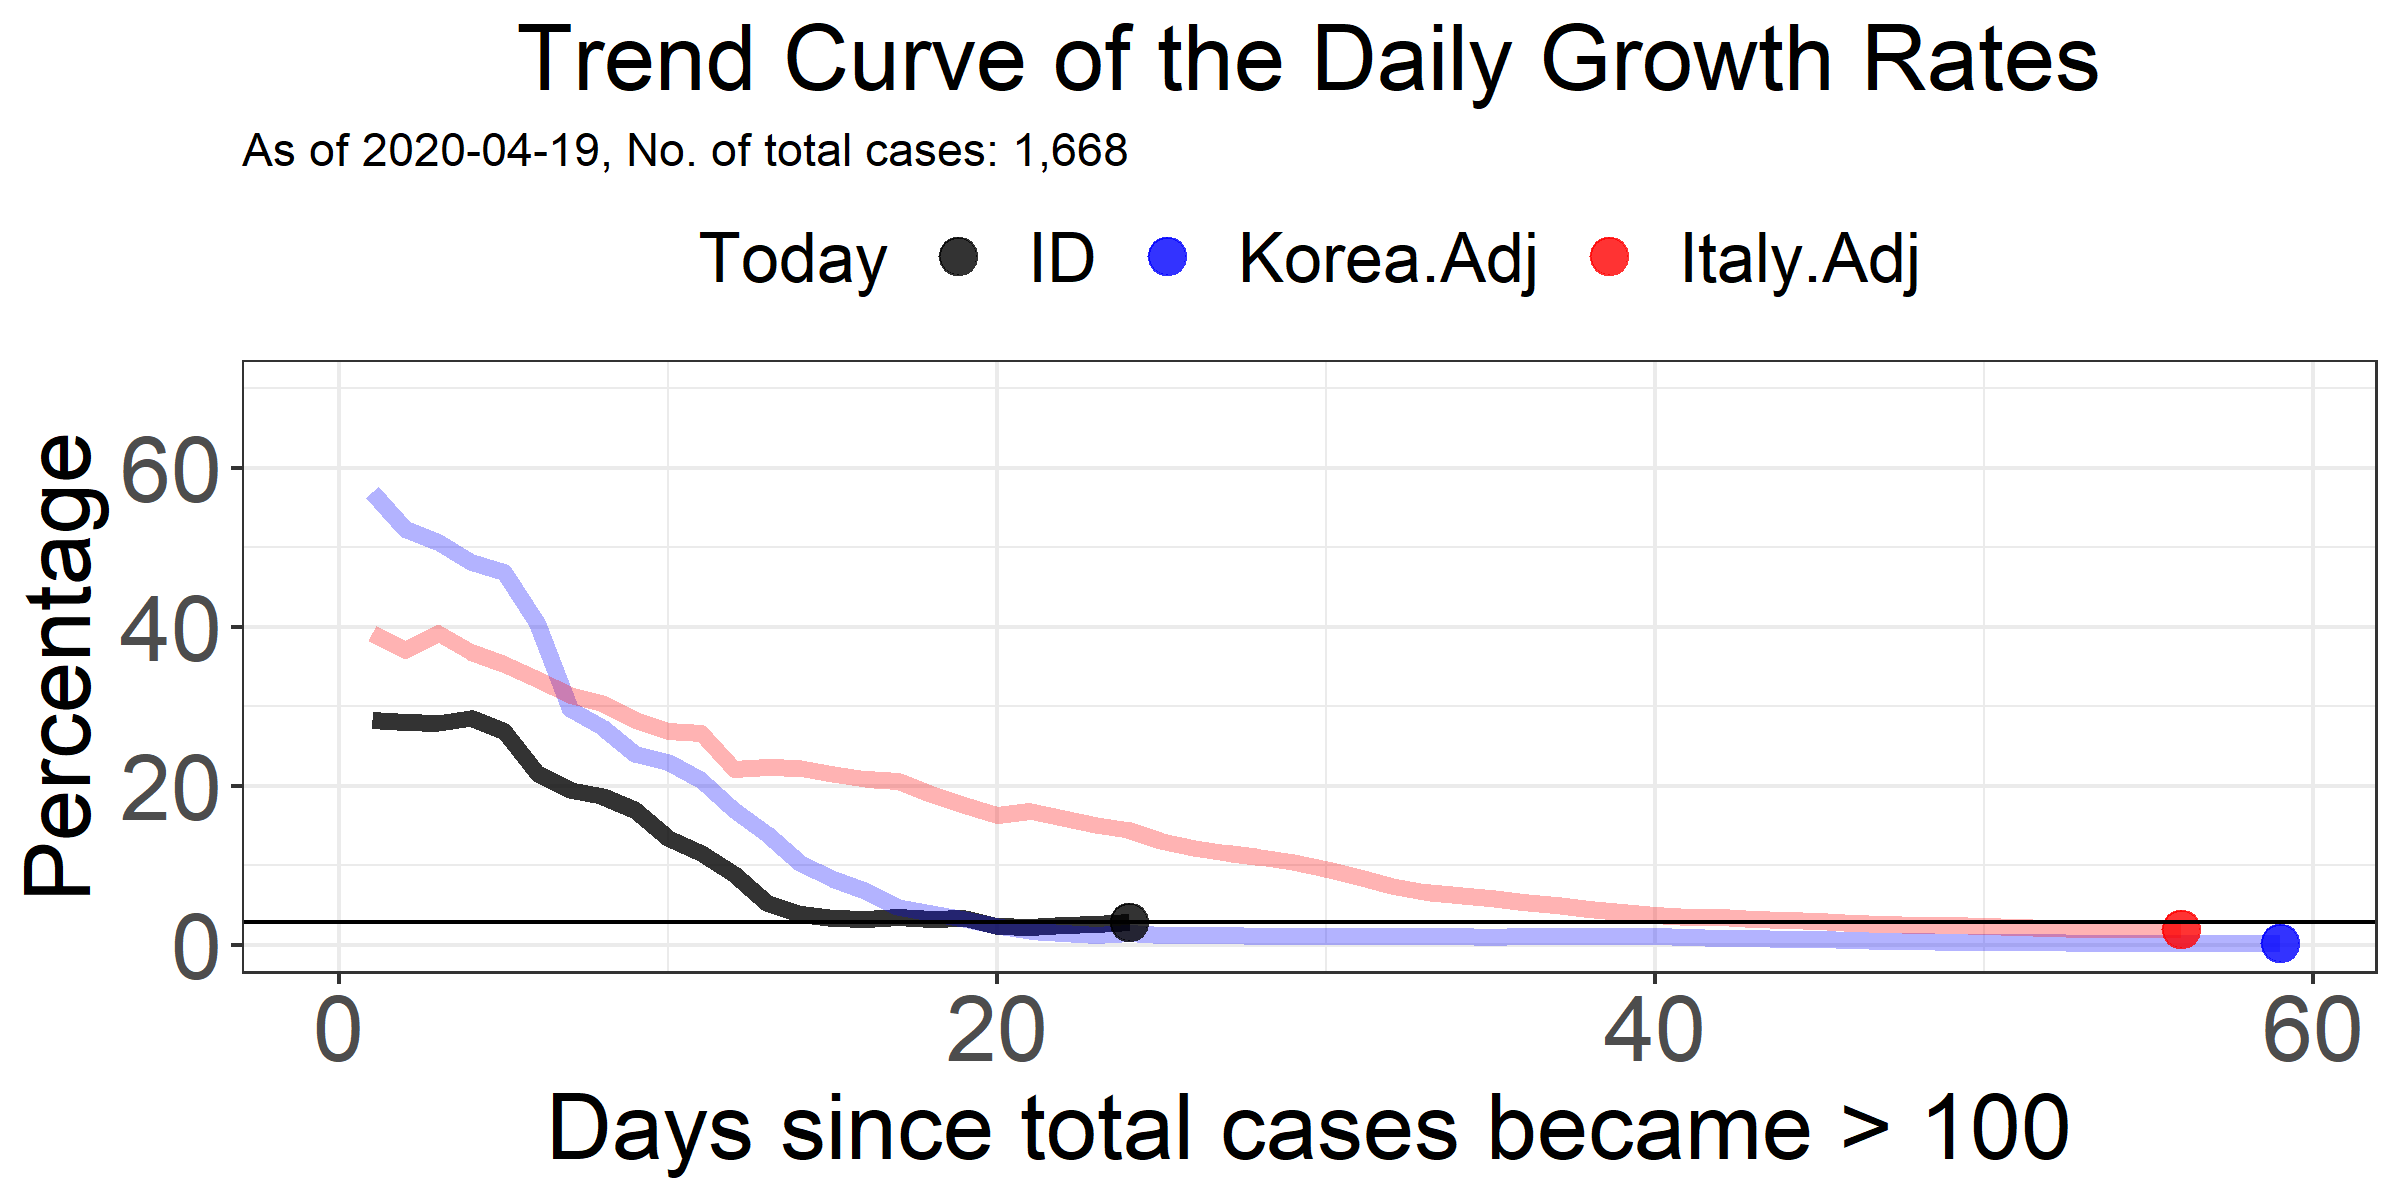 Trend Curve of the Daily Growth Rates
As of 2020-04-19, No. of total cases: 1,668
Today ID Korea.Adj Italy.Adj
Percentage
60
40
20
0
0 20 40 60
Days since total cases became > 100